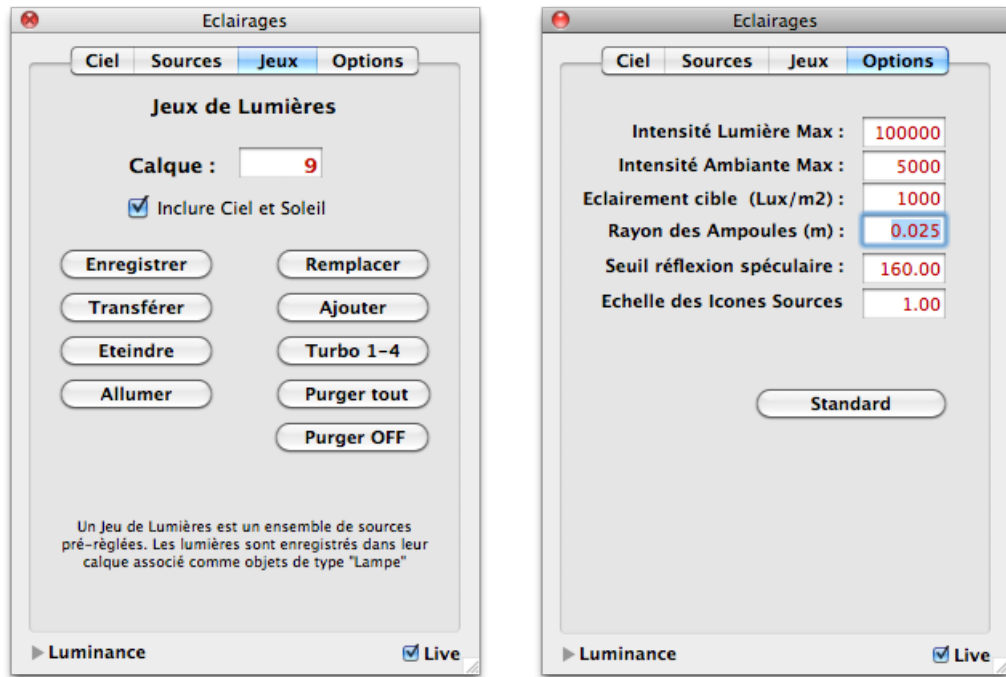 Eclairages
Ciel Sources Jeux Options
Jeux de Lumières
Calque : 9
Inclure Ciel et Soleil
Enregistrer Remplacer
Transférer Ajouter
Eteindre Turbo 1-4
Allumer Purger tout
Purger OFF
Un Jeu de Lumières est un ensemble de sources
pré-règlées. Les lumières sont enregistrés dans leur
calque associé comme objets de type "Lampe"
Luminance Live
Eclairages
Ciel Sources Jeux Options
Intensité Lumière Max : 100000
Intensité Ambiante Max : 5000
Eclairement cible (Lux/m2) : 1000
Rayon des Ampoules (m) : 0.025
Seuil réflexion spéculaire : 160.00
Echelle des Icones Sources 1.00
Standard
Luminance Live